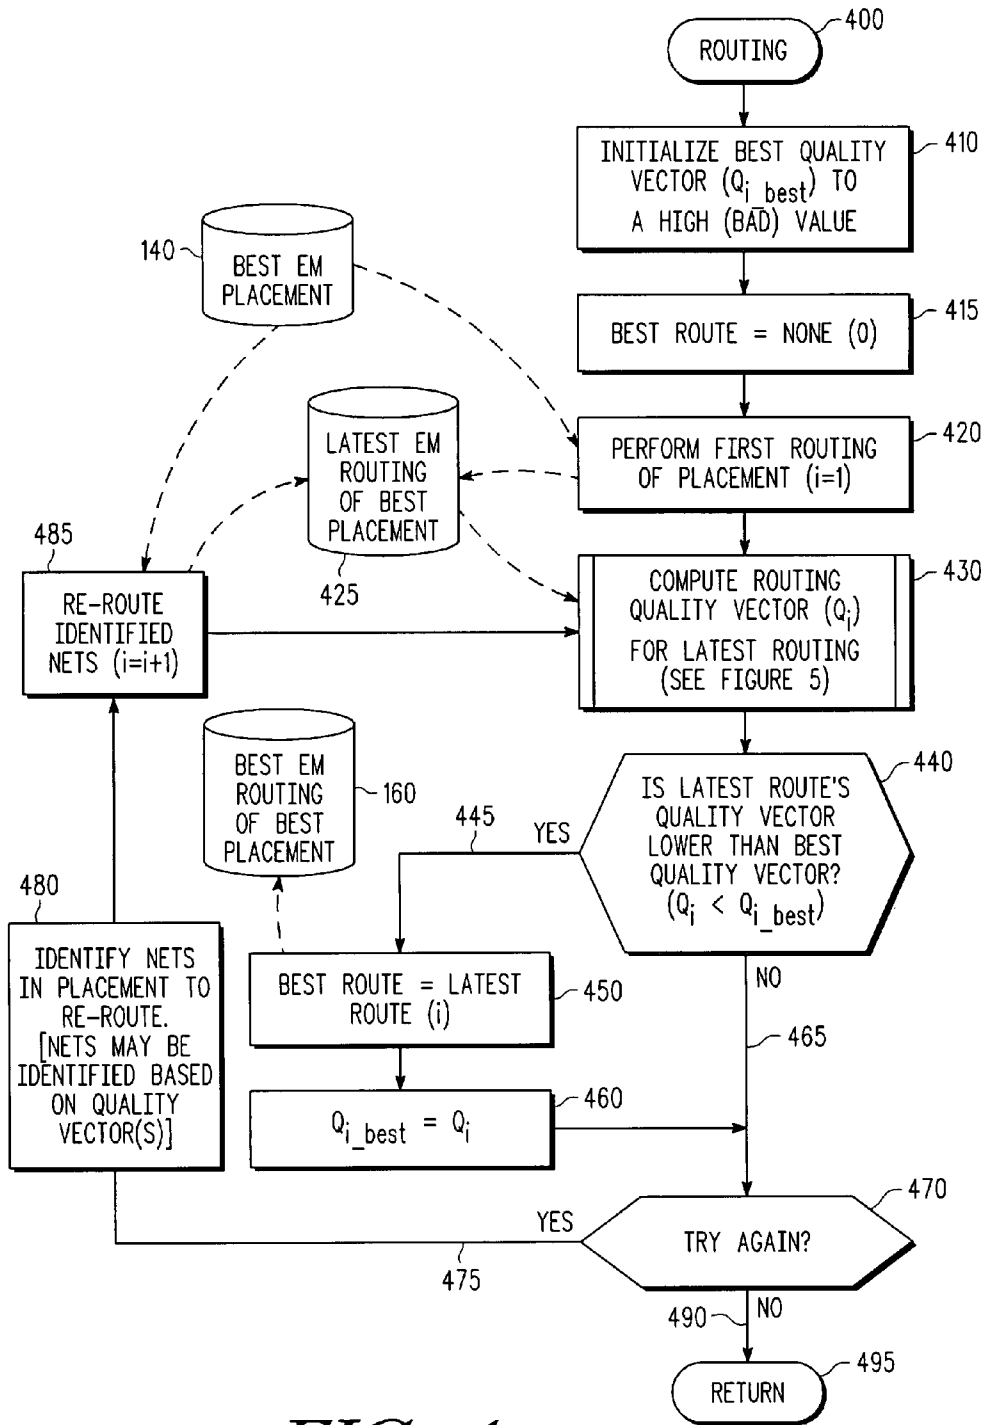 400
ROUTING
410
INITIALIZE BEST QUALITY
VECTOR (Qi_best) TO
A HIGH (BAD) VALUE
140
BEST EM
PLACEMENT
415
BEST ROUTE = NONE (0)
420
PERFORM FIRST ROUTING
OF PLACEMENT (i=1)
LATEST EM
ROUTING
OF BEST
PLACEMENT
425
485
RE-ROUTE
IDENTIFIED
NETS (i=i+1)
430
COMPUTE ROUTING
QUALITY VECTOR (Qi)
FOR LATEST ROUTING
(SEE FIGURE 5)
BEST EM
ROUTING
OF BEST
PLACEMENT
160
440
IS LATEST ROUTE'S
QUALITY VECTOR
LOWER THAN BEST
QUALITY VECTOR?
(Qi < Qi_best)
445
YES
NO
465
480
IDENTIFY NETS
IN PLACEMENT TO
RE-ROUTE.
[NETS MAY BE
IDENTIFIED BASED
ON QUALITY
VECTOR(S)]
BEST ROUTE = LATEST
ROUTE (i)
450
Qi_best = Qi
460
470
TRY AGAIN?
YES
475
490
NO
495
RETURN